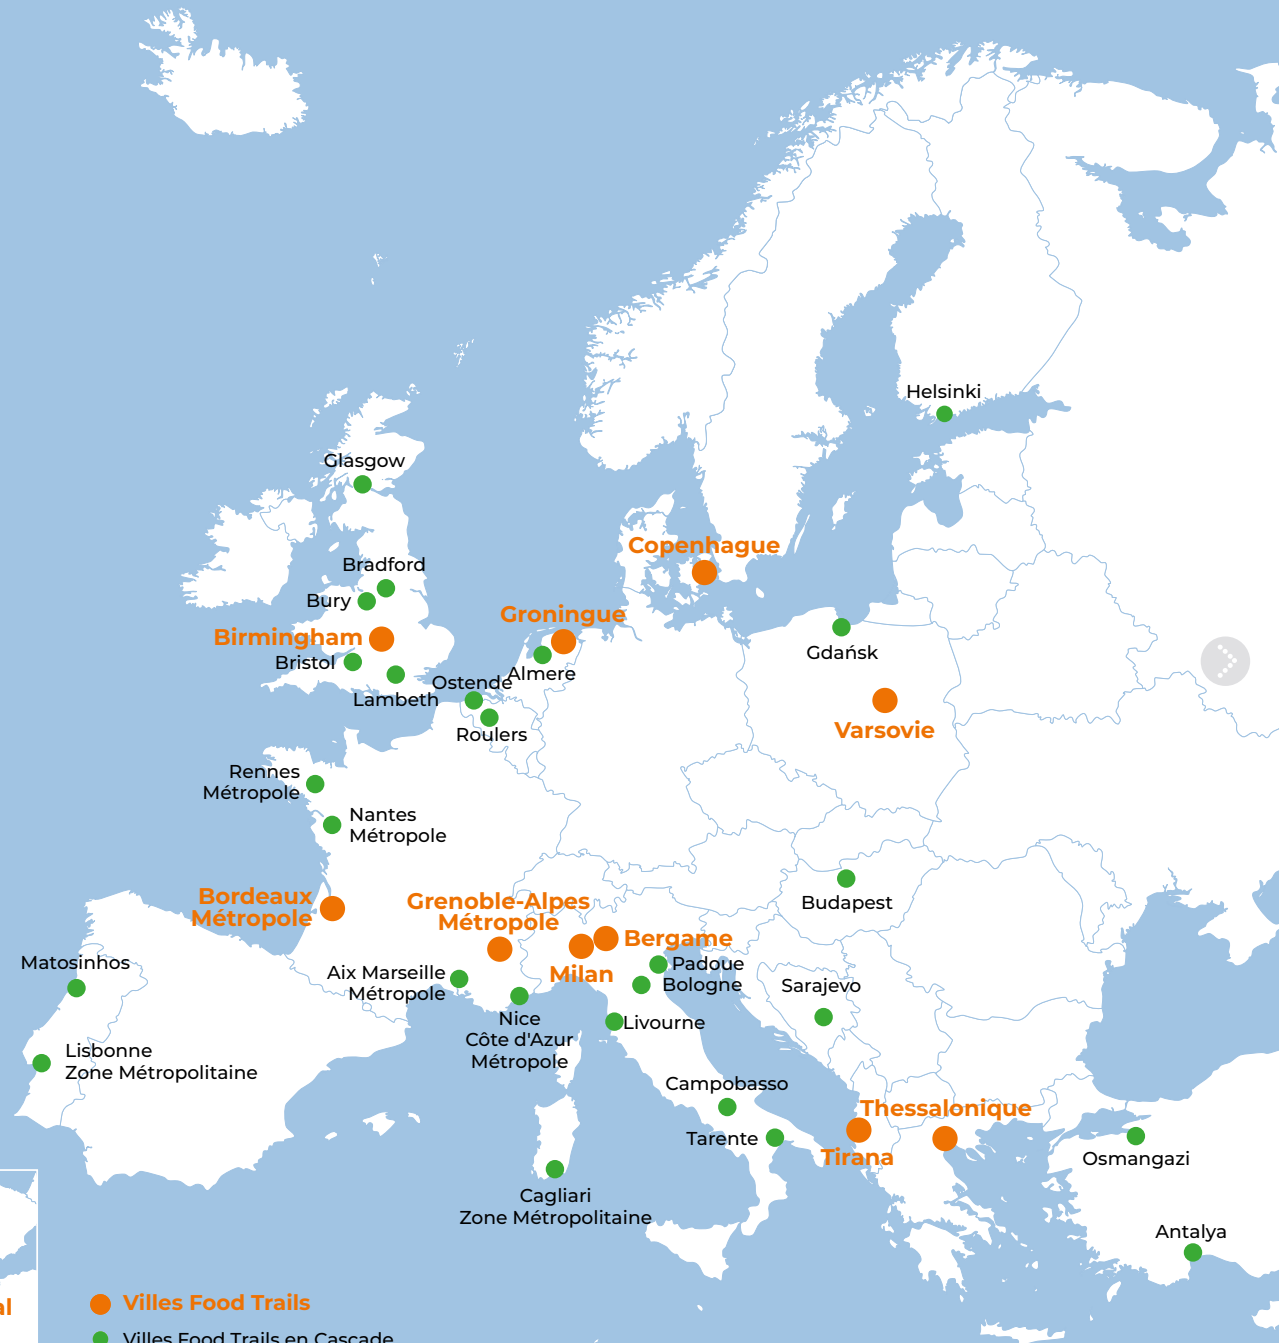 Helsinki
Glasgow
Copenhague
Bradford
Bury
Groningue
Birmingham
Gdańsk
Bristol
Almere
Ostende
Lambeth
Varsovie
Roulers
Rennes
Métropole
Nantes
Métropole
Bordeaux
Métropole
Grenoble-Alpes
Métropole
Budapest
Bergame
Matosinhos
Padoue
Aix Marseille
Métropole
Milan
Bologne
Sarajevo
Nice
Côte d'Azur
Métropole
Livourne
Lisbonne
Zone Métropolitaine
Campobasso
Thessalonique
Tarente
Tirana
Osmangazi
Cagliari
Zone Métropolitaine
Antalya
al
Villes Food Trails
Villes Food Trails en Cascade